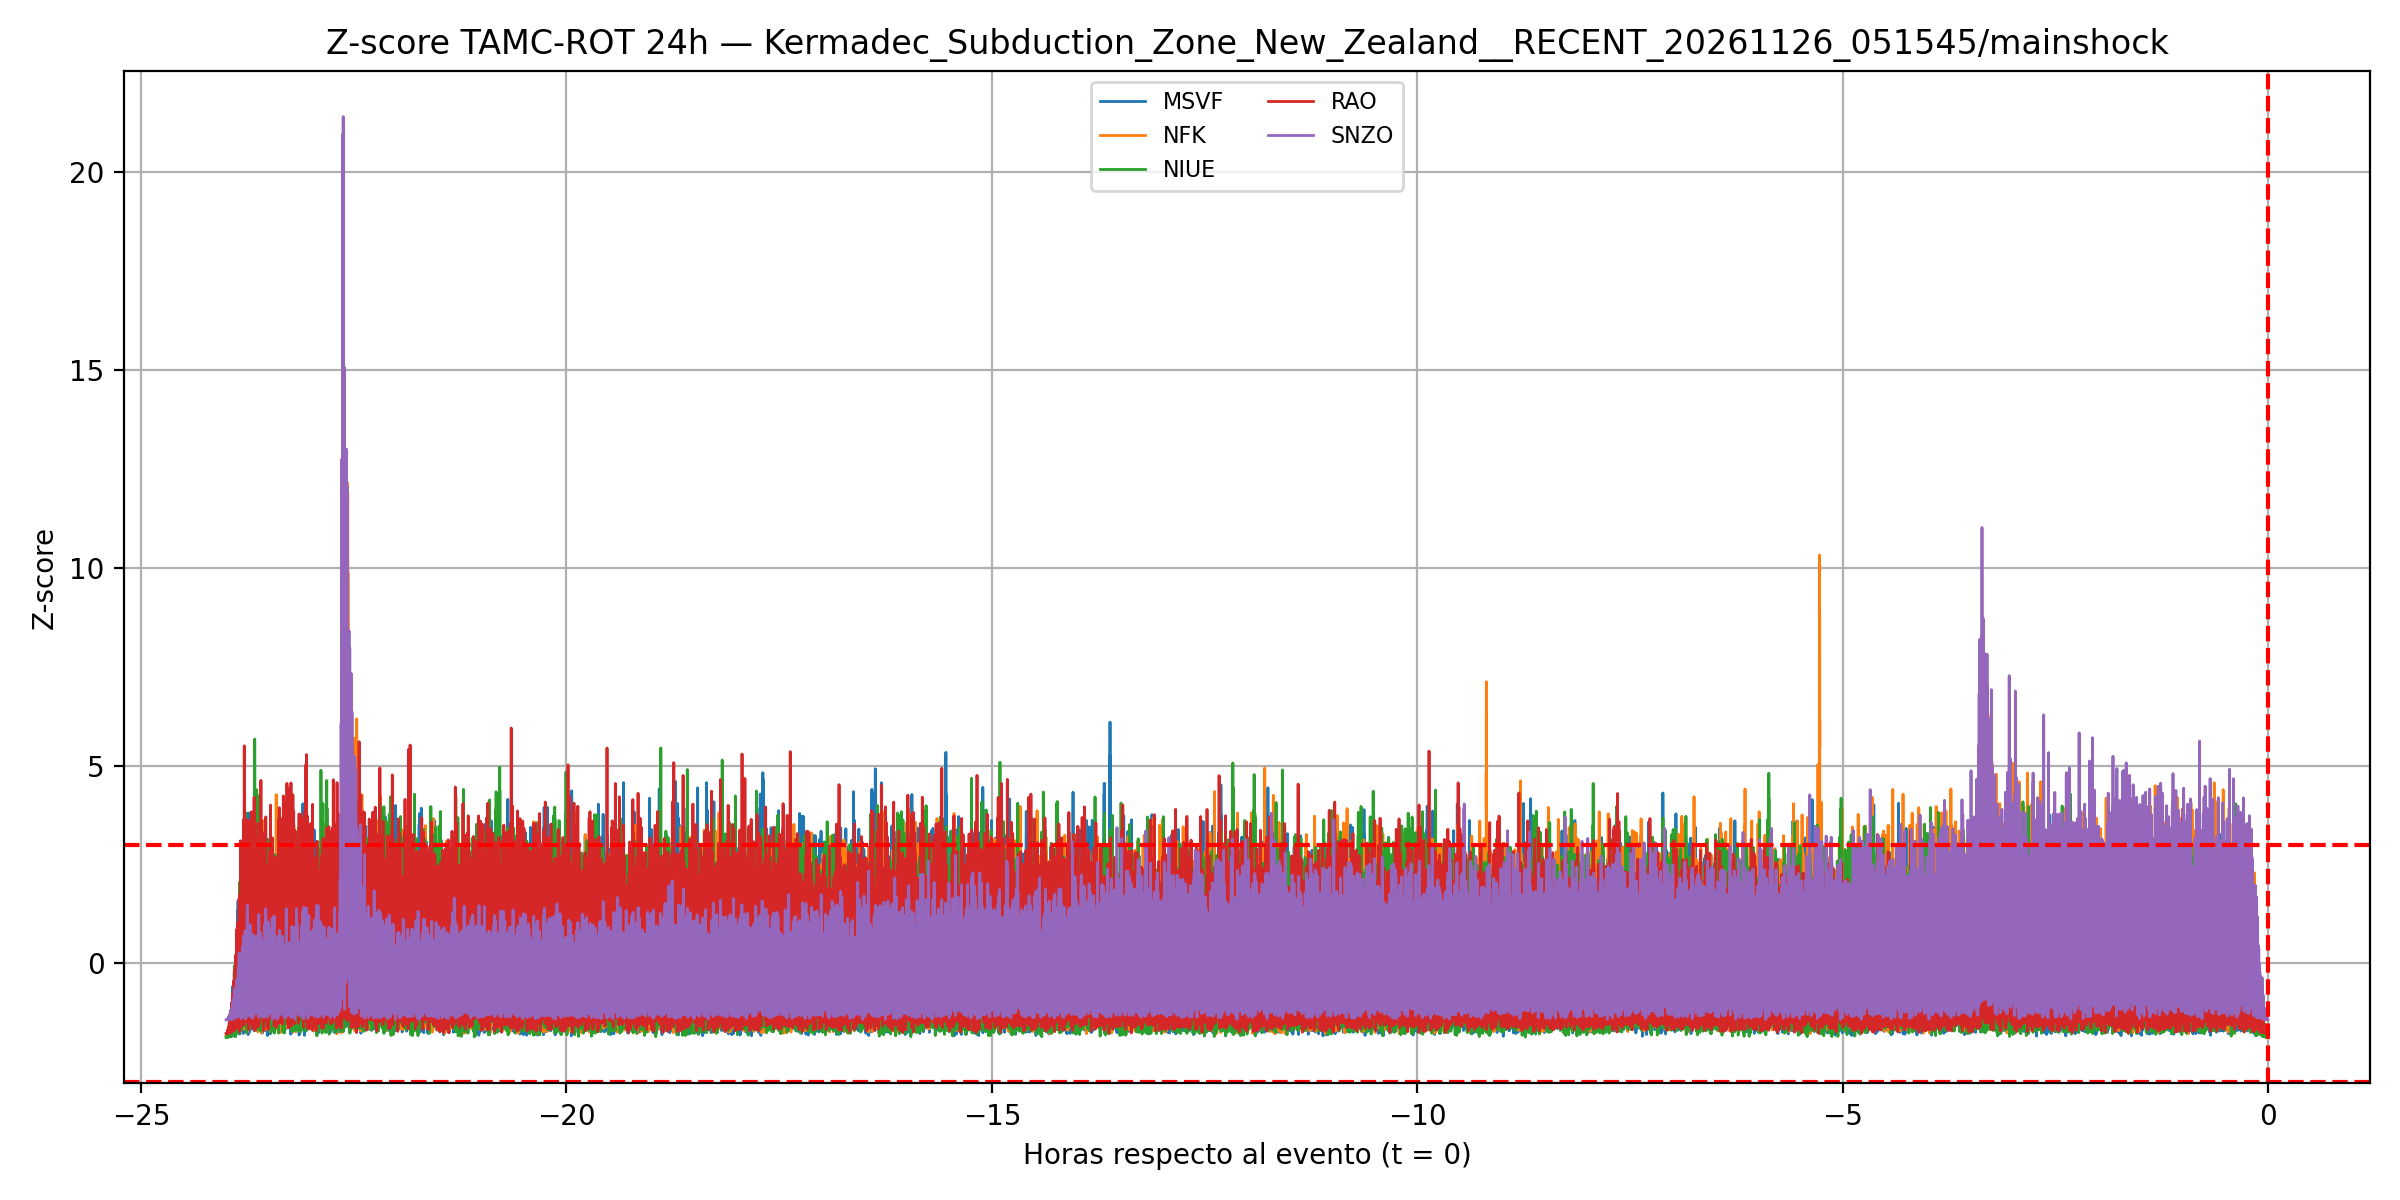 Z-score TAMC-ROT 24h — Kermadec_Subduction_Zone_New_Zealand__RECENT_20261126_051545/mainshock
MSVF
NFK
NIUE
RAO
SNZO
Z-score
20
15
10
5
0
−25
−20
−15
−10
−5
0
Horas respecto al evento (t = 0)